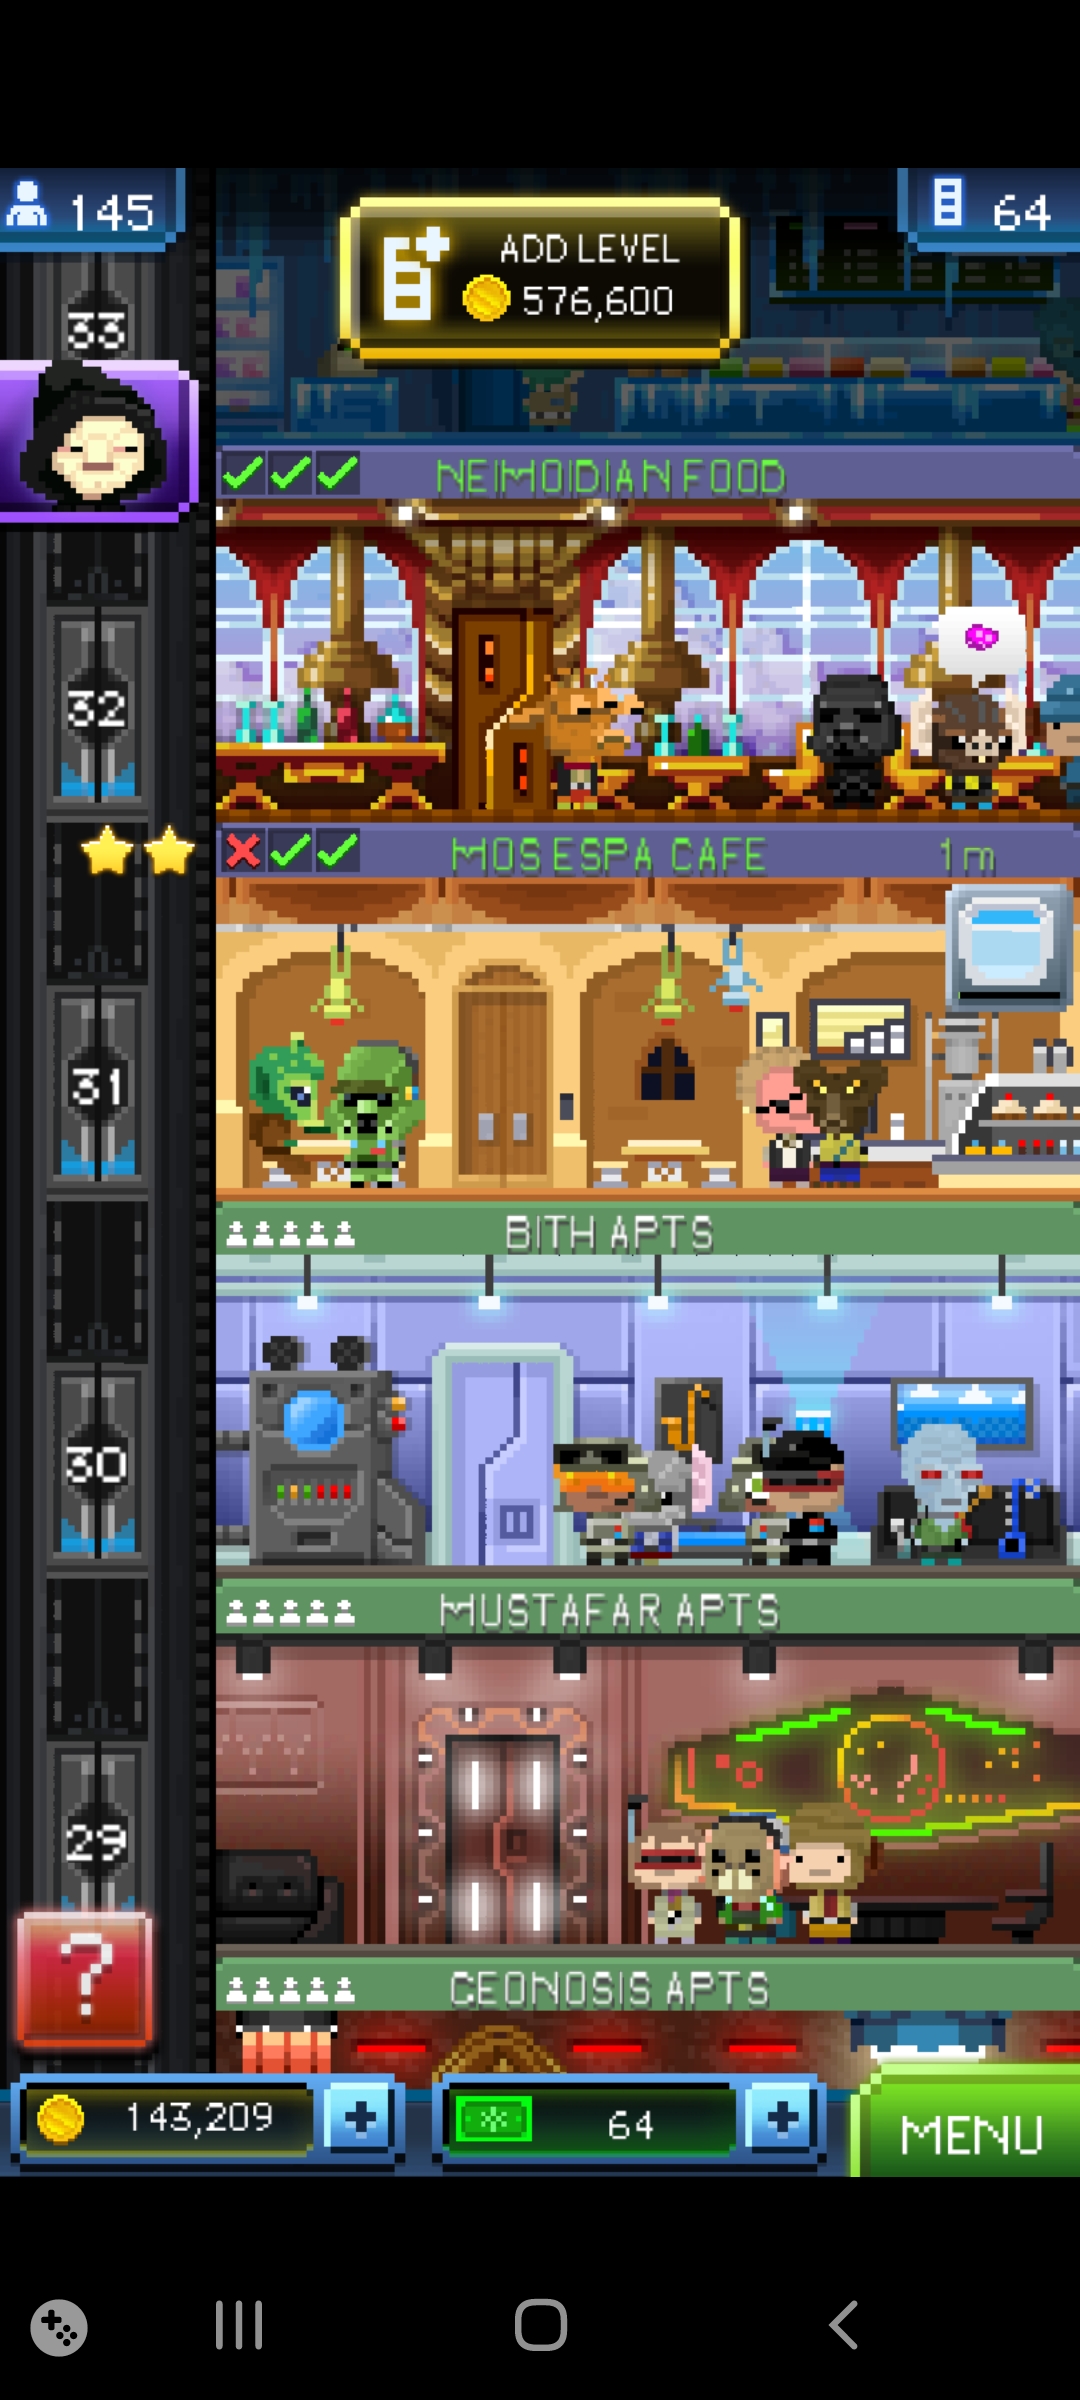 145
64
ADD LEVEL
576,600
33
NEIMOIDIAN FOOD
32
MOS ESPA CAFE
1m
31
BITH APTS
30
MUSTAFAR APTS
29
?
GEONOSIS APTS
143,209
+
64
+
MENU